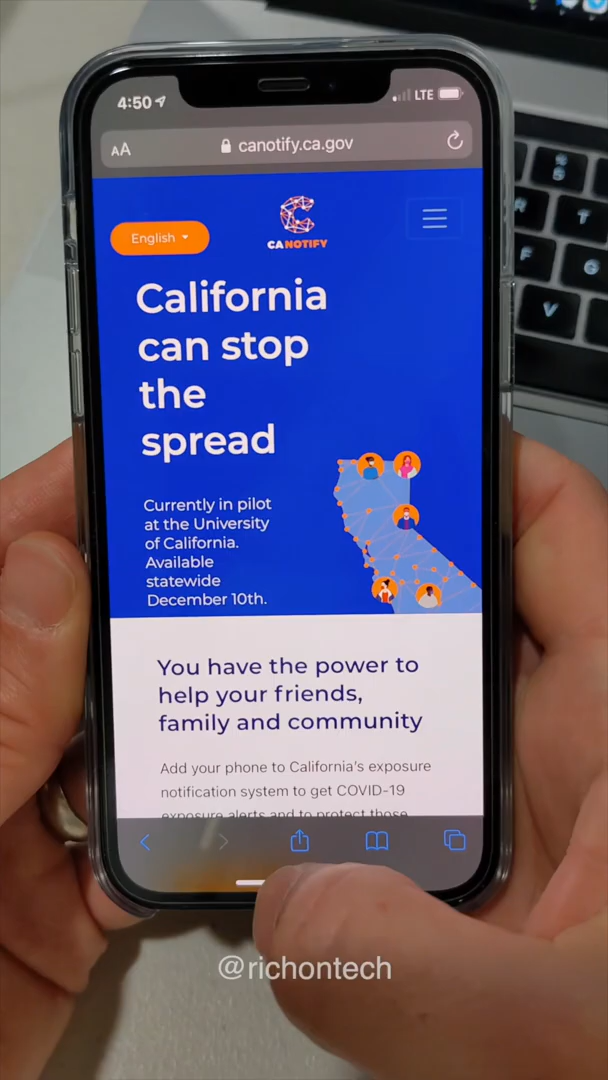 4:50
LTE
AA
canotify.ca.gov
English
CA NOTIFY
California
can stop
the
spread
Currently in pilot
at the University
of California.
Available
statewide
December 10th.
You have the power to
help your friends,
family and community
Add your phone to California's exposure
notification system to get COVID-19
exposure alerts and to protect those
%
5
R
T
F
G
V
@richontech